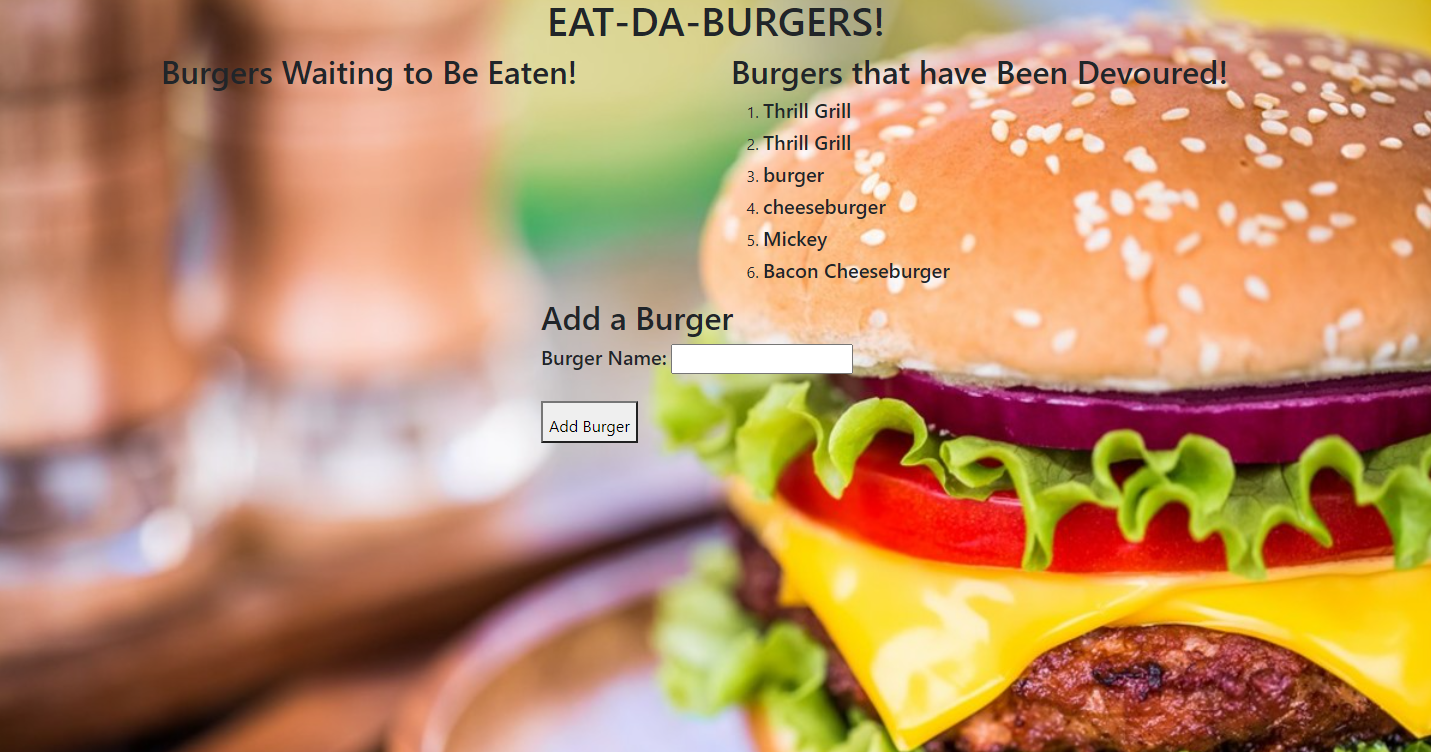 EAT-DA-BURGERS!
Burgers Waiting to Be Eaten!
Burgers that have Been Devoured!
1. Thrill Grill
2. Thrill Grill
3. burger
4. cheeseburger
5. Mickey
6. Bacon Cheeseburger
Add a Burger
Burger Name:
Add Burger